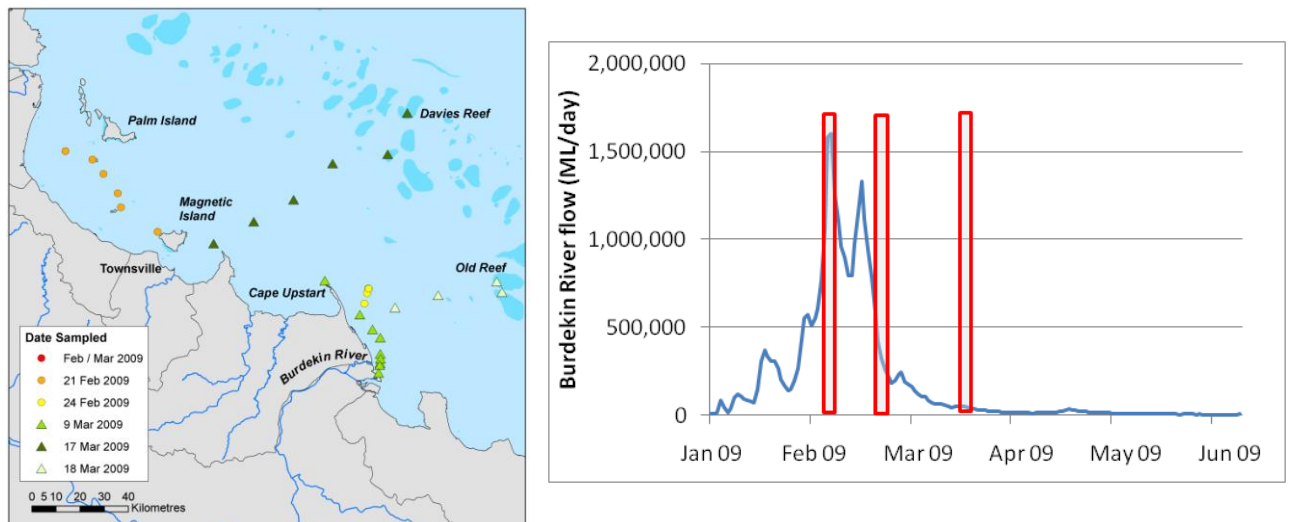 Palm Island
Davies Reef
Magnetic
Island
Townsville
Old Reef
Cape Upstart
Burdekin River
Date Sampled
Feb / Mar 2009
21 Feb 2009
24 Feb 2009
9 Mar 2009
17 Mar 2009
18 Mar 2009
0 5 10 20 30 40
Kilometres
Burdekin River flow (ML/day)
2,000,000
1,500,000
1,000,000
500,000
0
Jan 09 Feb 09 Mar 09 Apr 09 May 09 Jun 09